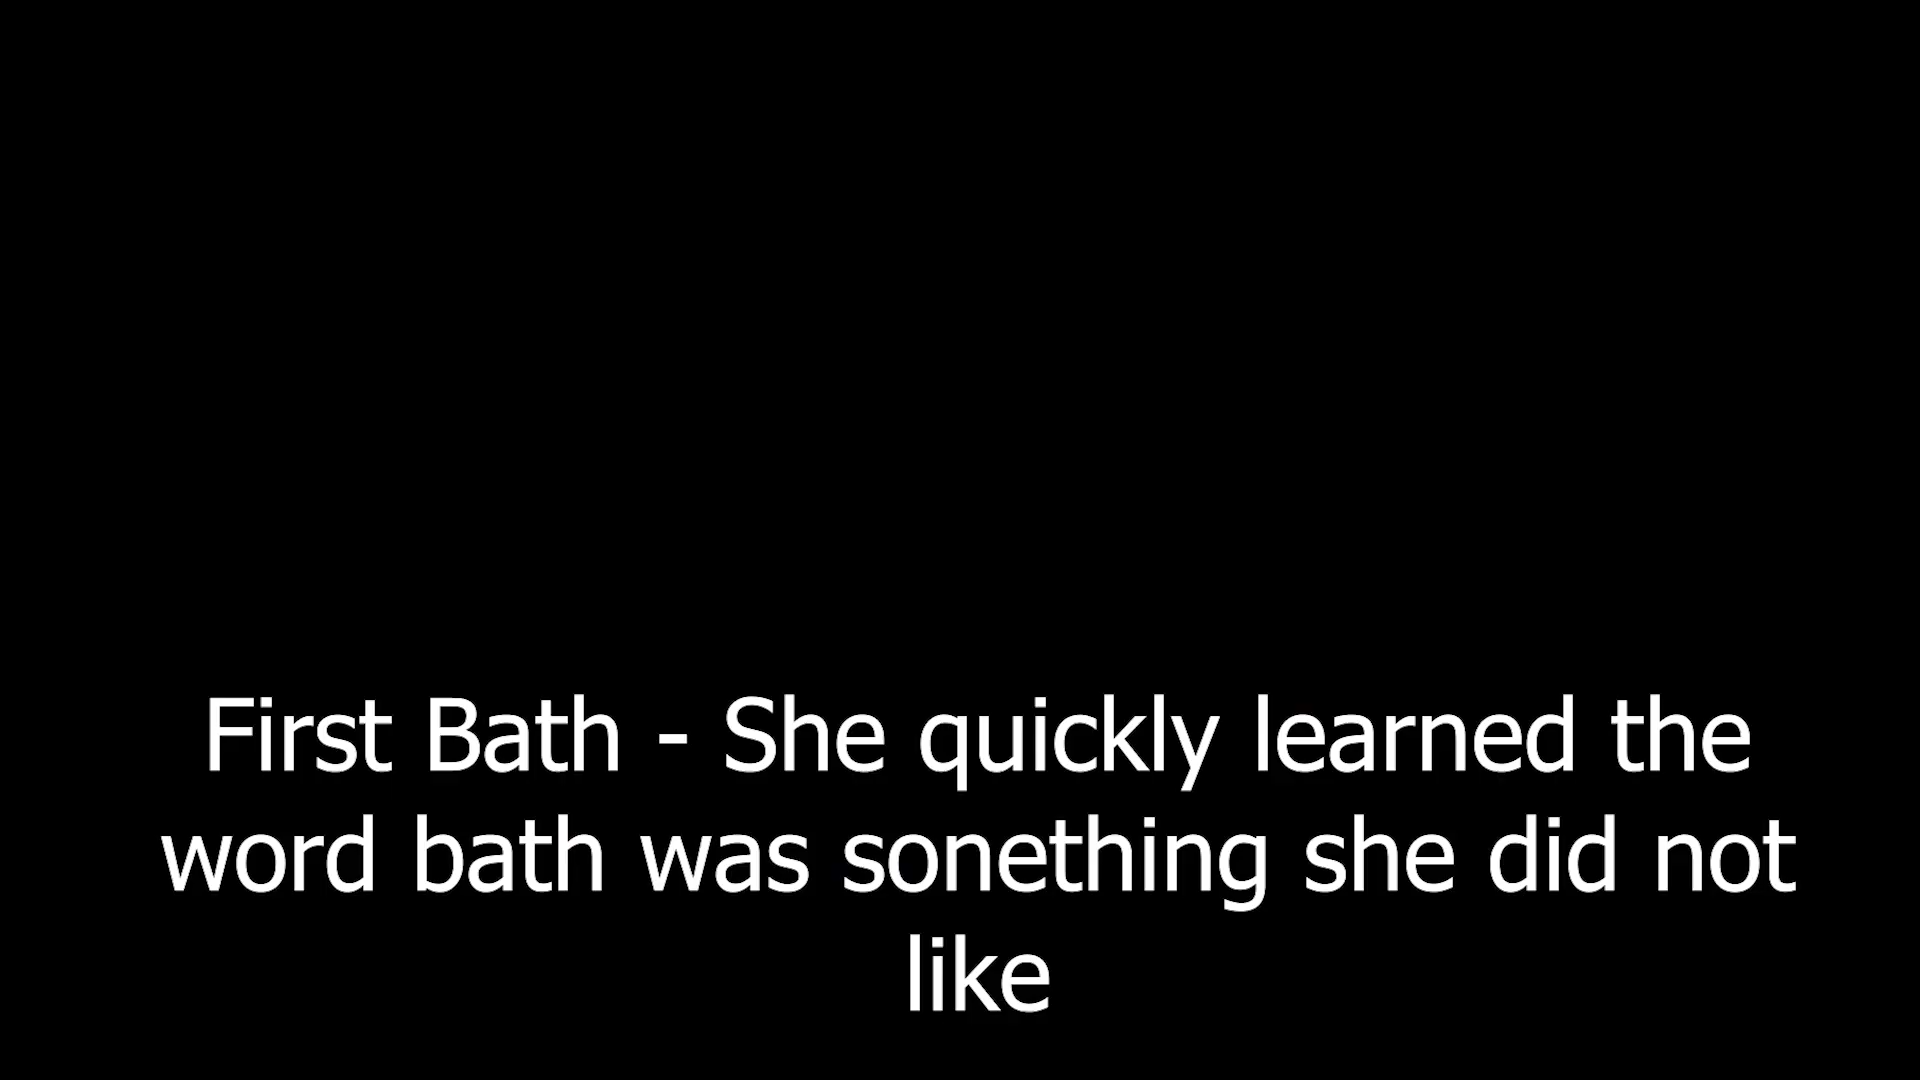 First Bath - She quickly learned the
word bath was sonething she did not
like